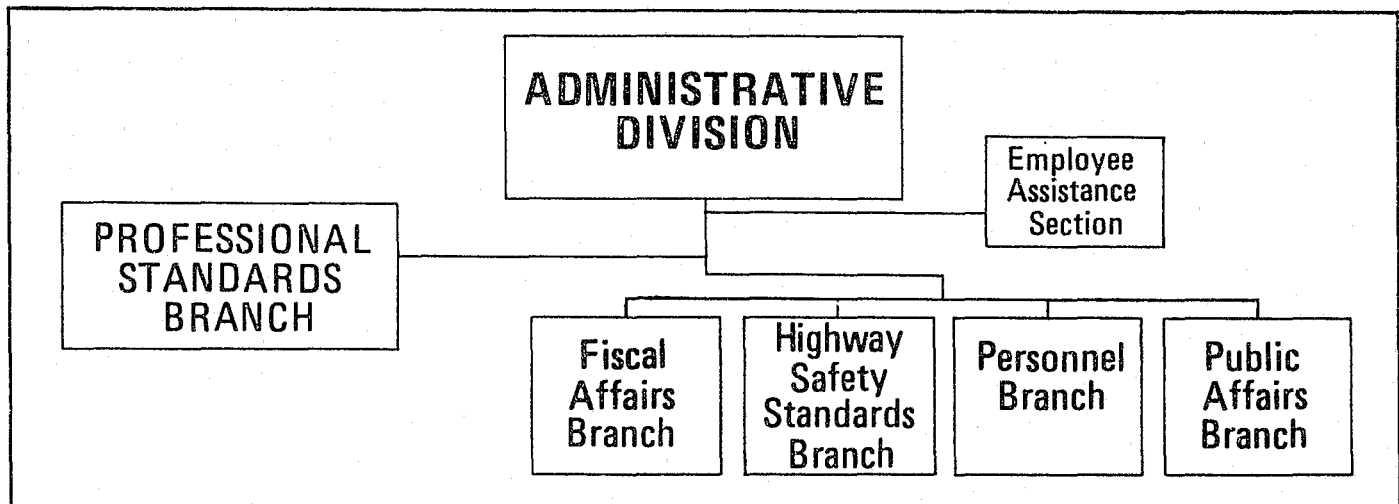 ADMINISTRATIVE
DIVISION
Employee
Assistance
Section
PROFESSIONAL
STANDARDS
BRANCH
Fiscal
Affairs
Branch
Highway
Safety
Standards
Branch
Personnel
Branch
Public
Affairs
Branch